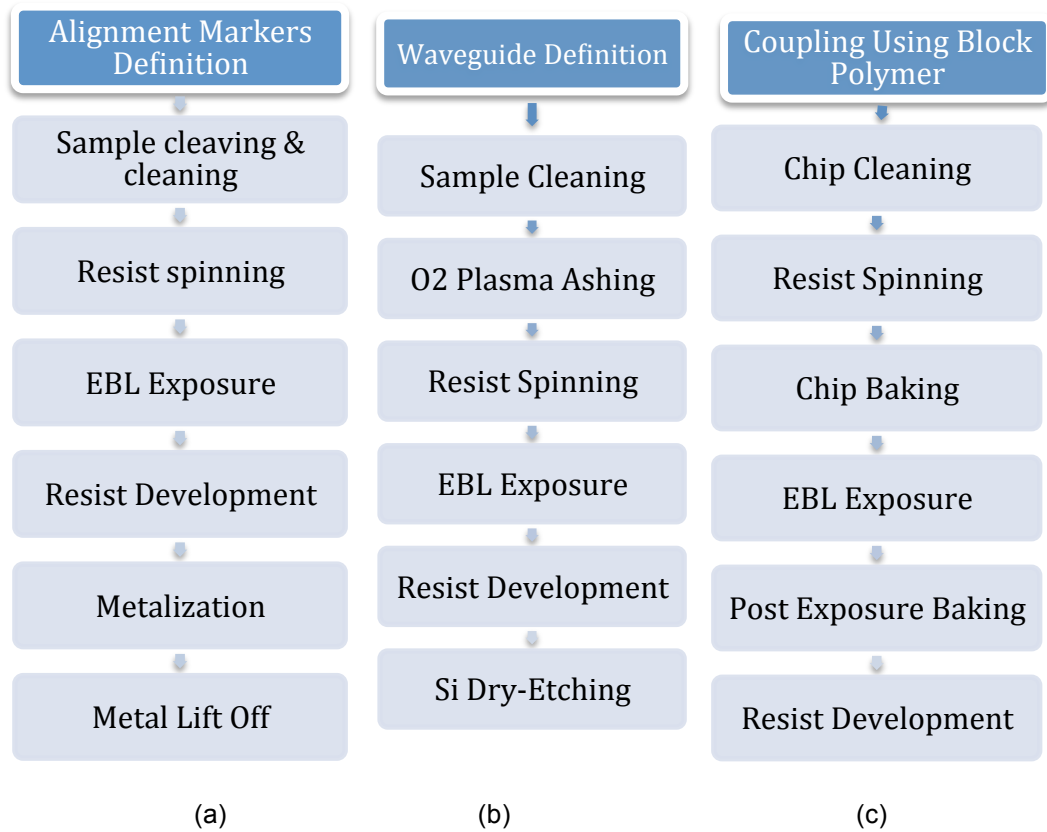 Alignment Markers
Definition
Sample cleaving &
cleaning
Resist spinning
EBL Exposure
Resist Development
Metalization
Metal Lift Off
(a)
Waveguide Definition
Sample Cleaning
O2 Plasma Ashing
Resist Spinning
EBL Exposure
Resist Development
Si Dry-Etching
(b)
Coupling Using Block
Polymer
Chip Cleaning
Resist Spinning
Chip Baking
EBL Exposure
Post Exposure Baking
Resist Development
(c)